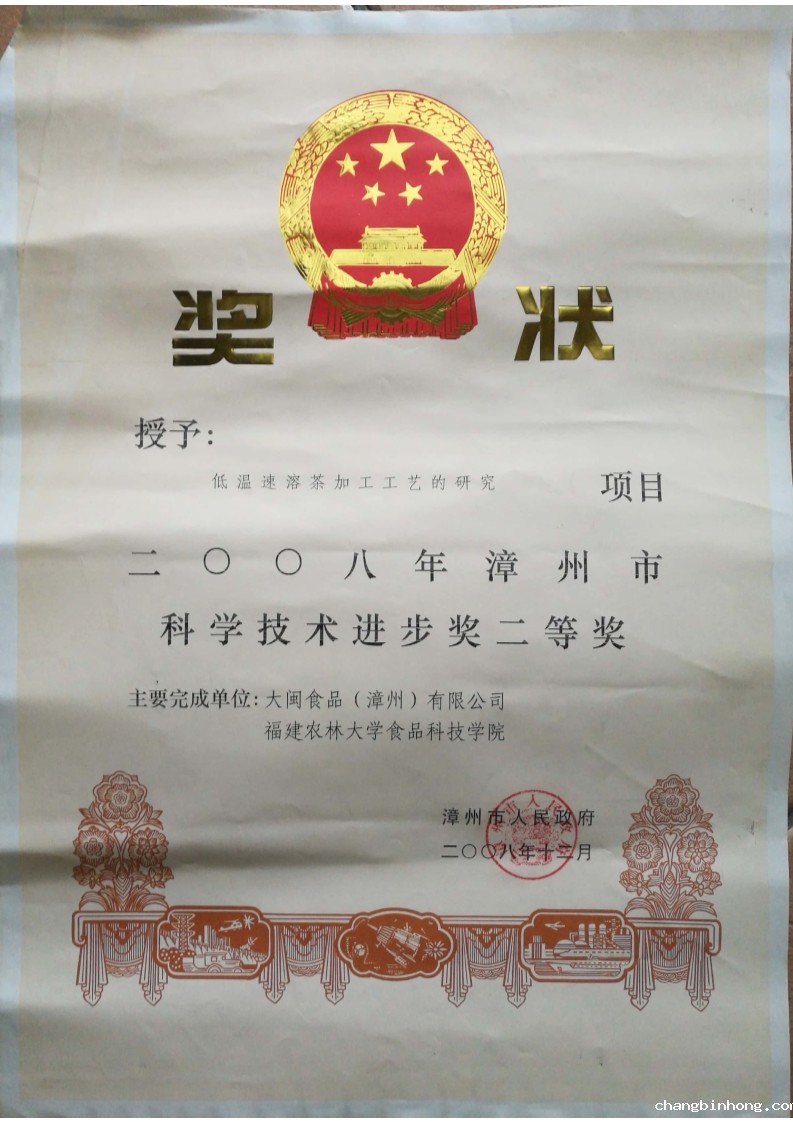 奖 状
授予：
低温速溶茶加工工艺的研究 项目
二〇〇八年漳州市
科学技术进步奖二等奖
主要完成单位：大闽食品（漳州）有限公司
福建农林大学食品科技学院
漳州市人民政府
二〇〇八年十二月
changbinhong.com